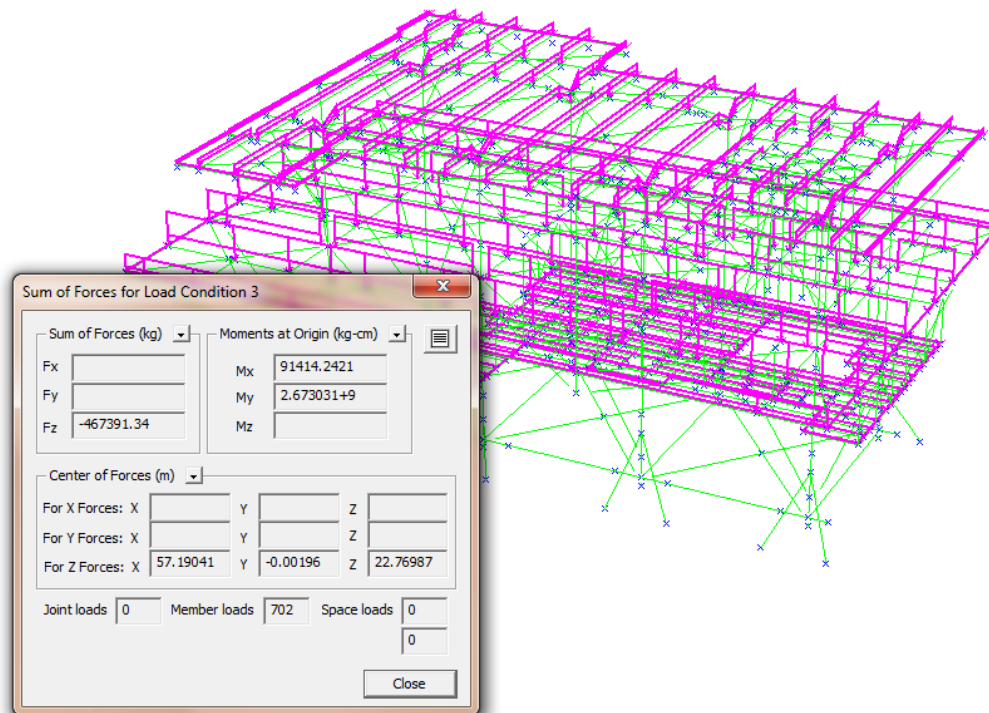 Sum of Forces for Load Condition 3
Sum of Forces (kg)
Fx
Fy
Fz -467391.34
Moments at Origin (kg-cm)
Mx 91414.2421
My 2.673031+9
Mz
Center of Forces (m)
For X Forces: X Y Z
For Y Forces: X Y Z
For Z Forces: X 57.19041 Y -0.00196 Z 22.76987
Joint loads 0 Member loads 702 Space loads 0
0
Close